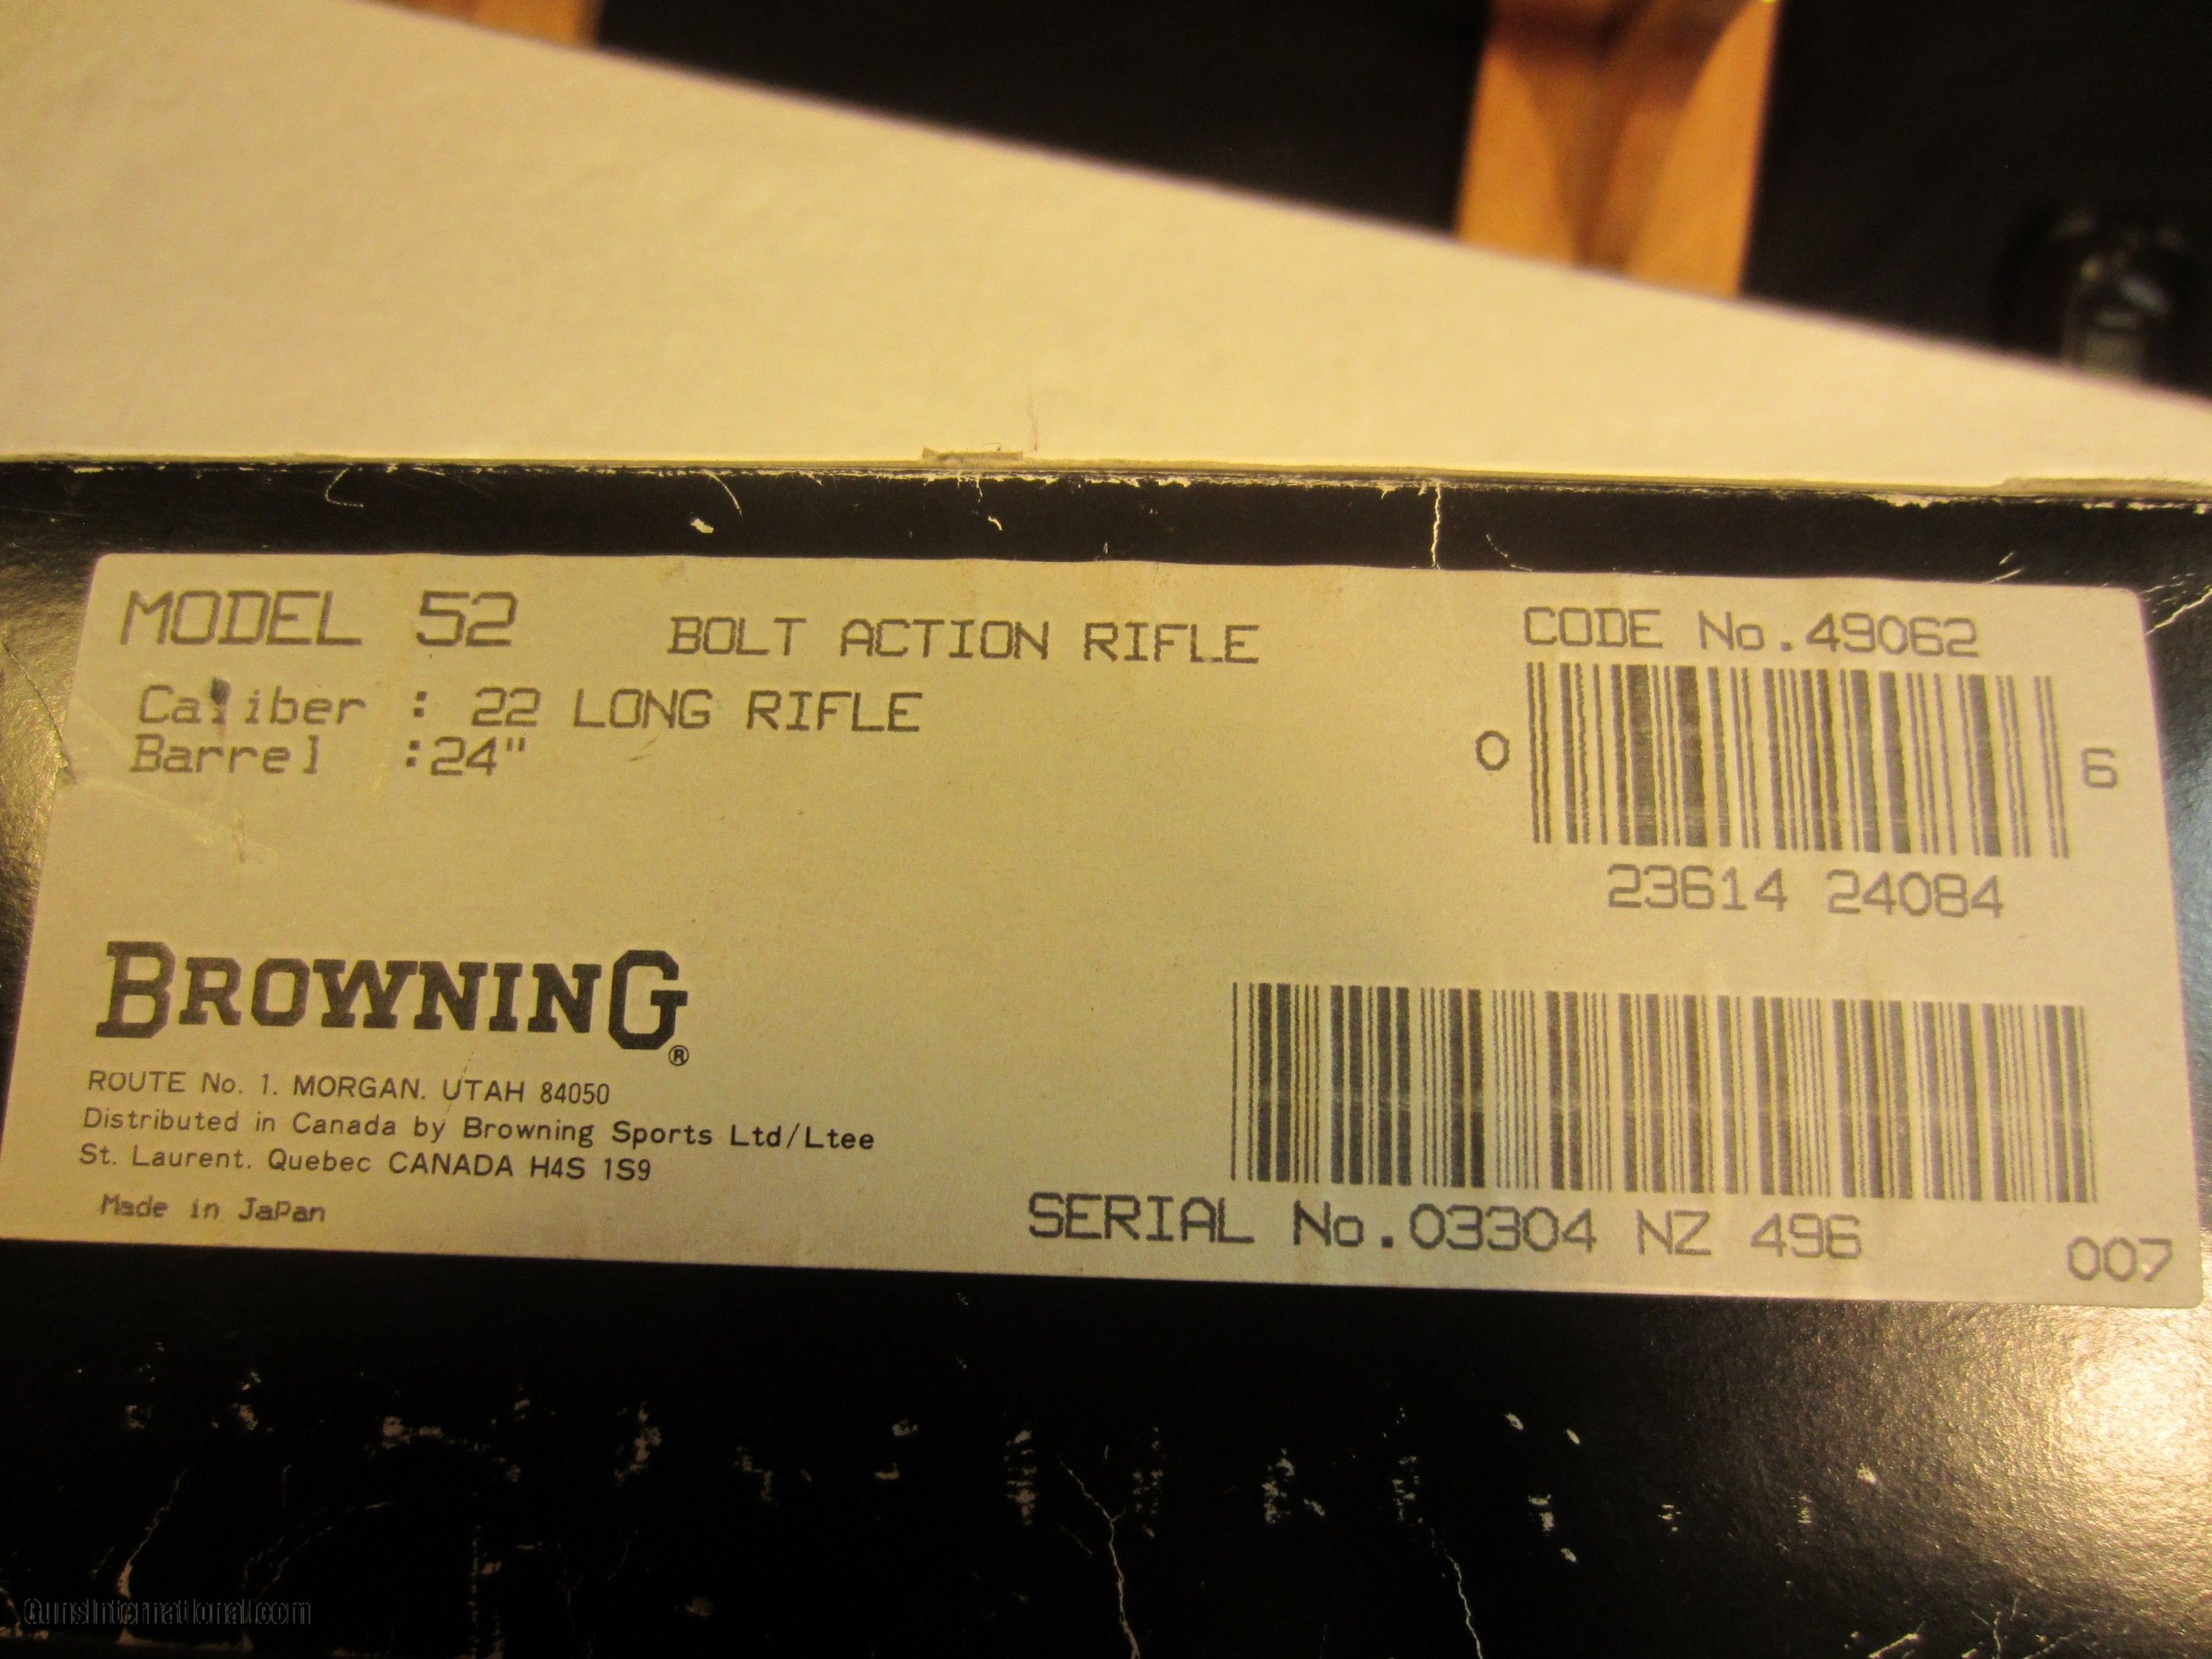 MODEL 52 BOLT ACTION RIFLE
CODE No.49062
Caliber : 22 LONG RIFLE
Barrel :24"
0 6
23614 24084
BROWNING®
ROUTE No. 1. MORGAN. UTAH 84050
Distributed in Canada by Browning Sports Ltd/Ltee
St. Laurent. Quebec CANADA H4S 1S9
Made in JaPan
SERIAL No.03304 NZ 496
007
GunsInternational.com